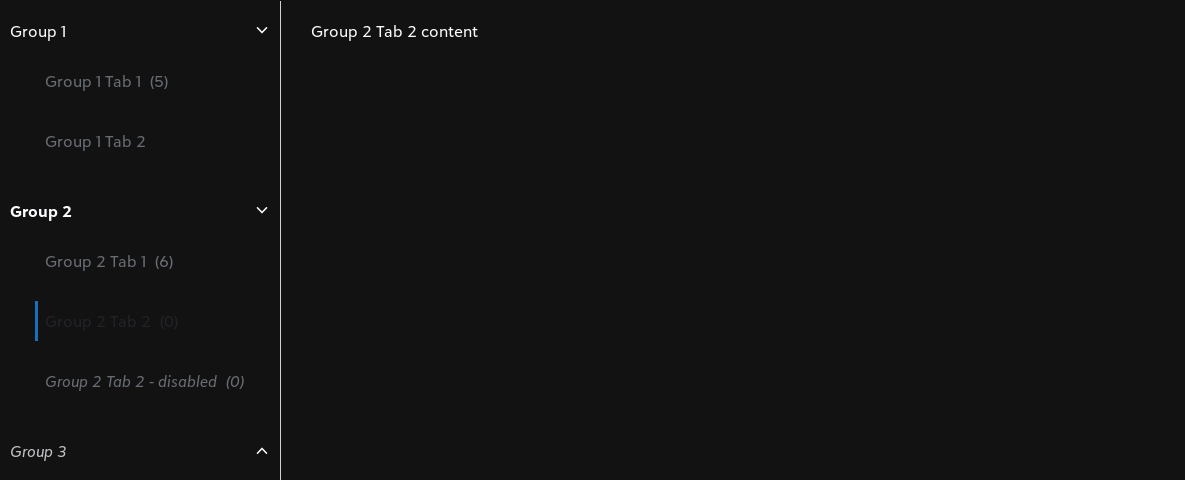 Group 1
Group 1 Tab 1 (5)
Group 1 Tab 2
Group 2
Group 2 Tab 1 (6)
Group 2 Tab 2 (0)
Group 2 Tab 2 - disabled (0)
Group 3
Group 2 Tab 2 content